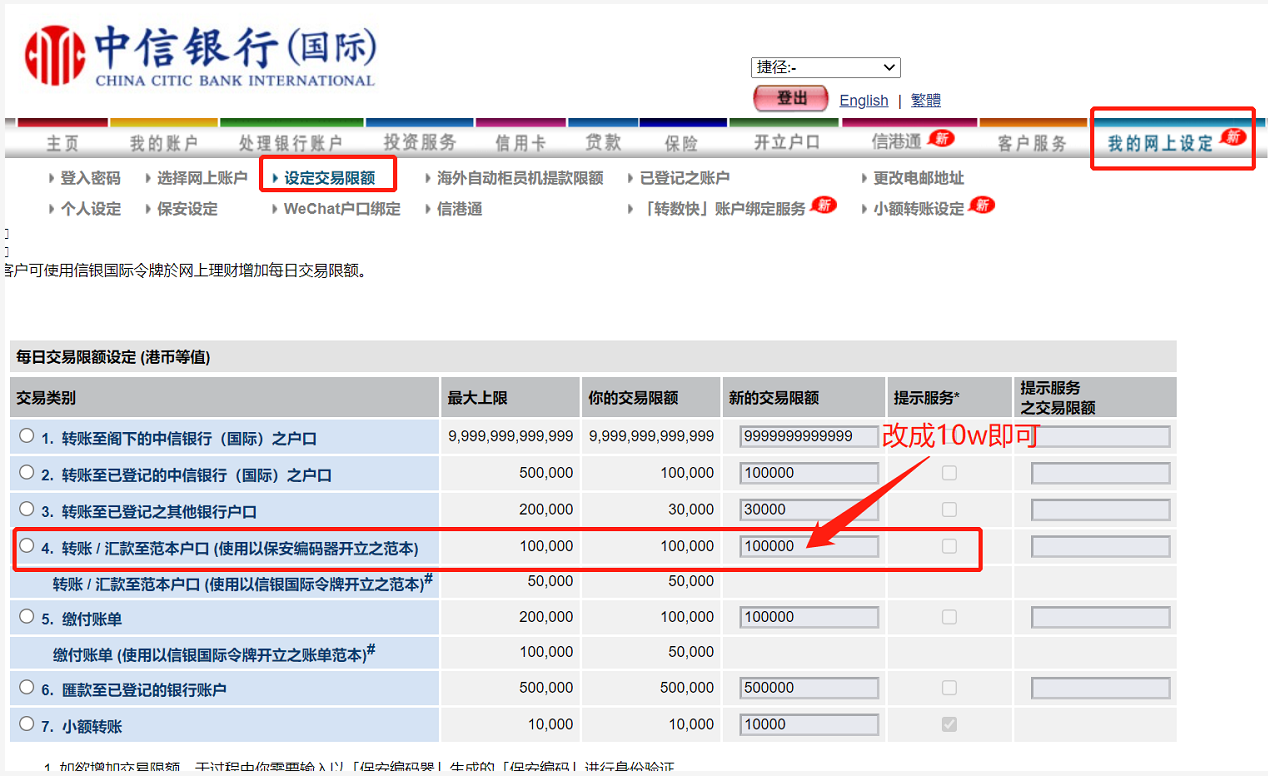 中信银行(国际)
CHINA CITIC BANK INTERNATIONAL
捷径:-
登出 English | 繁體
主页 我的账户 处理银行账户 投资服务 信用卡 贷款 保险 开立户口 信港通 新 客户服务 我的网上设定 新
登入密码 选择网上账户 设定交易限额 海外自动柜员机提款限额 已登记之账户 更改电邮地址
个人设定 保安设定 WeChat户口绑定 信港通 「转数快」账户绑定服务 新 小额转账设定 新
客户可使用信银国际令牌於网上理财增加每日交易限额。
每日交易限额设定 (港币等值)
交易类别 最大上限 你的交易限额 新的交易限额 提示服务* 提示服务
之交易限额
1. 转账至阁下的中信银行（国际）之户口 9,999,999,999,999 9,999,999,999,999 9999999999999
改成10w即可
2. 转账至已登记的中信银行（国际）之户口 500,000 100,000 100000
3. 转账至已登记之其他银行户口 200,000 30,000 30000
4. 转账 / 汇款至范本户口 (使用以保安编码器开立之范本) 100,000 100,000 100000
转账 / 汇款至范本户口 (使用以信银国际令牌开立之范本)# 50,000 50,000
5. 缴付账单 200,000 100,000 100000
缴付账单 (使用以信银国际令牌开立之账单范本)# 100,000 50,000
6. 匯款至已登记的银行账户 500,000 500,000 500000
7. 小额转账 10,000 10,000 10000
1. 如欲增加交易限额，于过程中你需要输入以「保安编码器」生成的「保安编码」进行身份验证